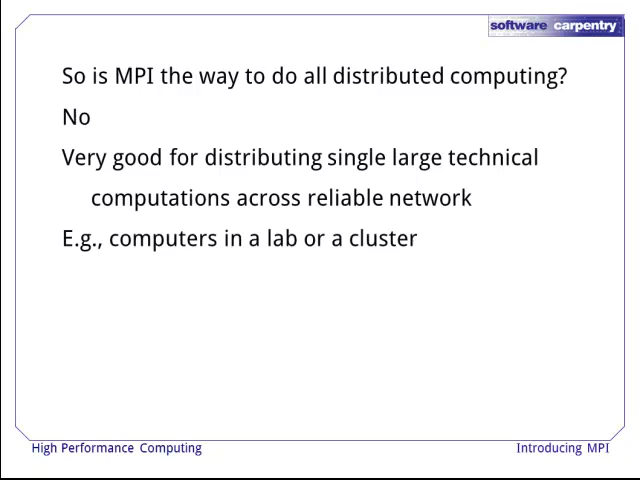 software carpentry
So is MPI the way to do all distributed computing?
No
Very good for distributing single large technical
computations across reliable network
E.g., computers in a lab or a cluster
High Performance Computing
Introducing MPI